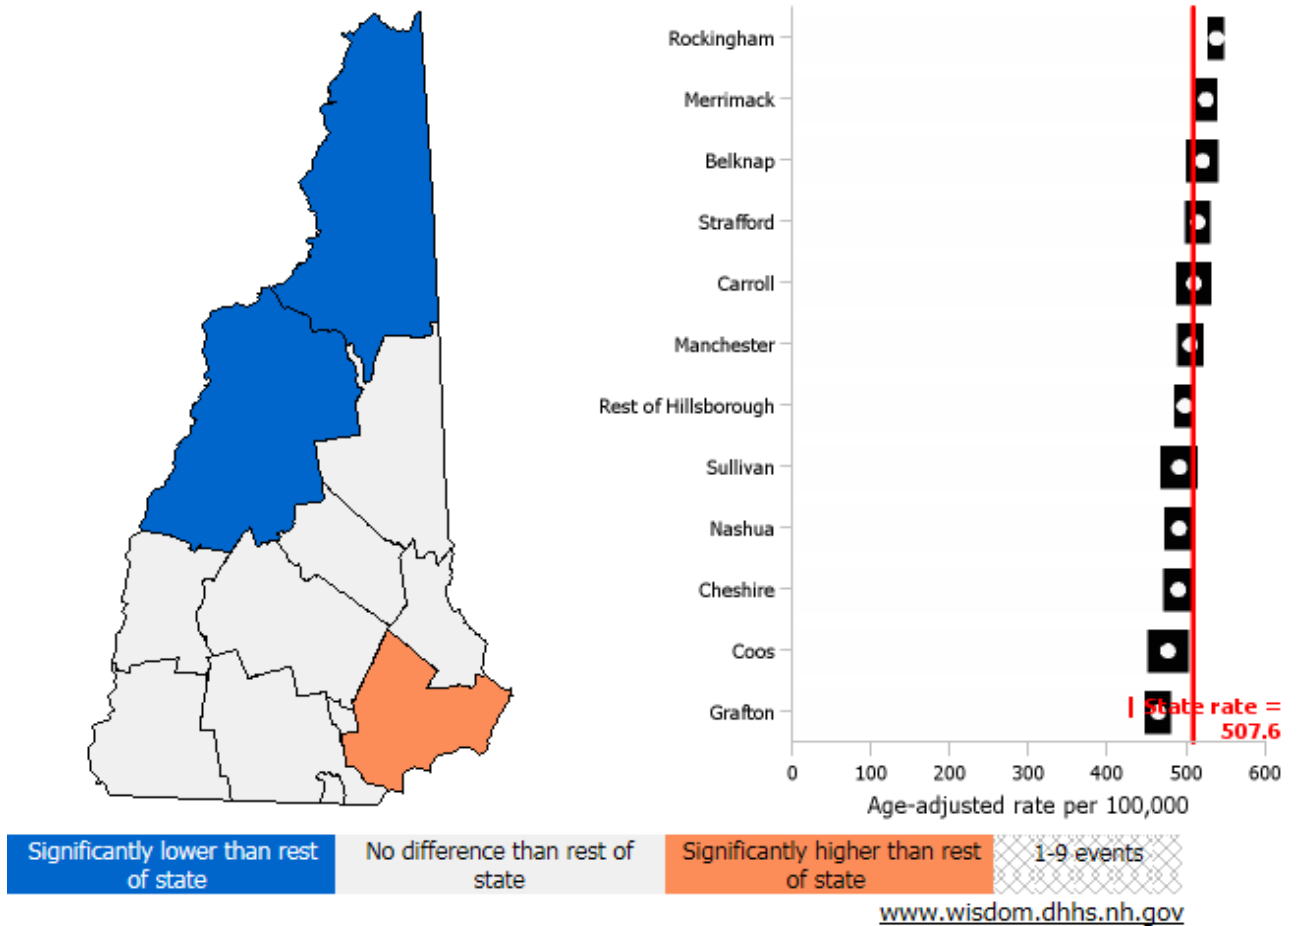 Rockingham
Merrimack
Belknap
Strafford
Carroll
Manchester
Rest of Hillsborough
Sullivan
Nashua
Cheshire
Coos
Grafton
| State rate =
507.6
0 100 200 300 400 500 600
Age-adjusted rate per 100,000
Significantly lower than rest
of state
No difference than rest of
state
Significantly higher than rest
of state
1-9 events
www.wisdom.dhhs.nh.gov